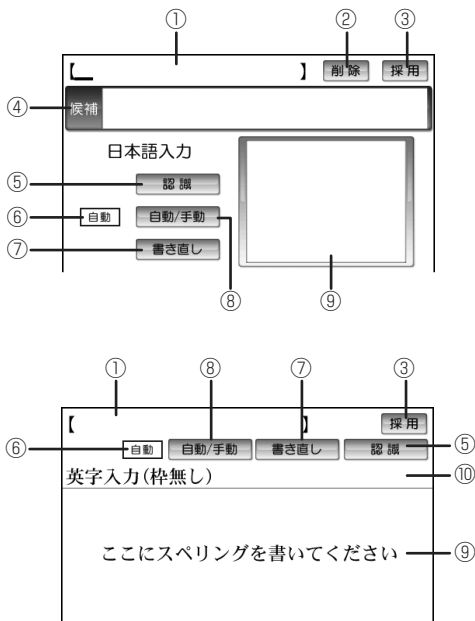 ①
②
③
【 】 削除 採用
④ 候補
日本語入力
⑤ 認識
⑥ 自動 自動/手動
⑦ 書き直し
⑧
⑨
①
⑧
⑦
③
【 】 採用
⑥ 自動 自動/手動 書き直し 認識 ⑤
英字入力(枠無し) ⑩
ここにスペリングを書いてください ⑨